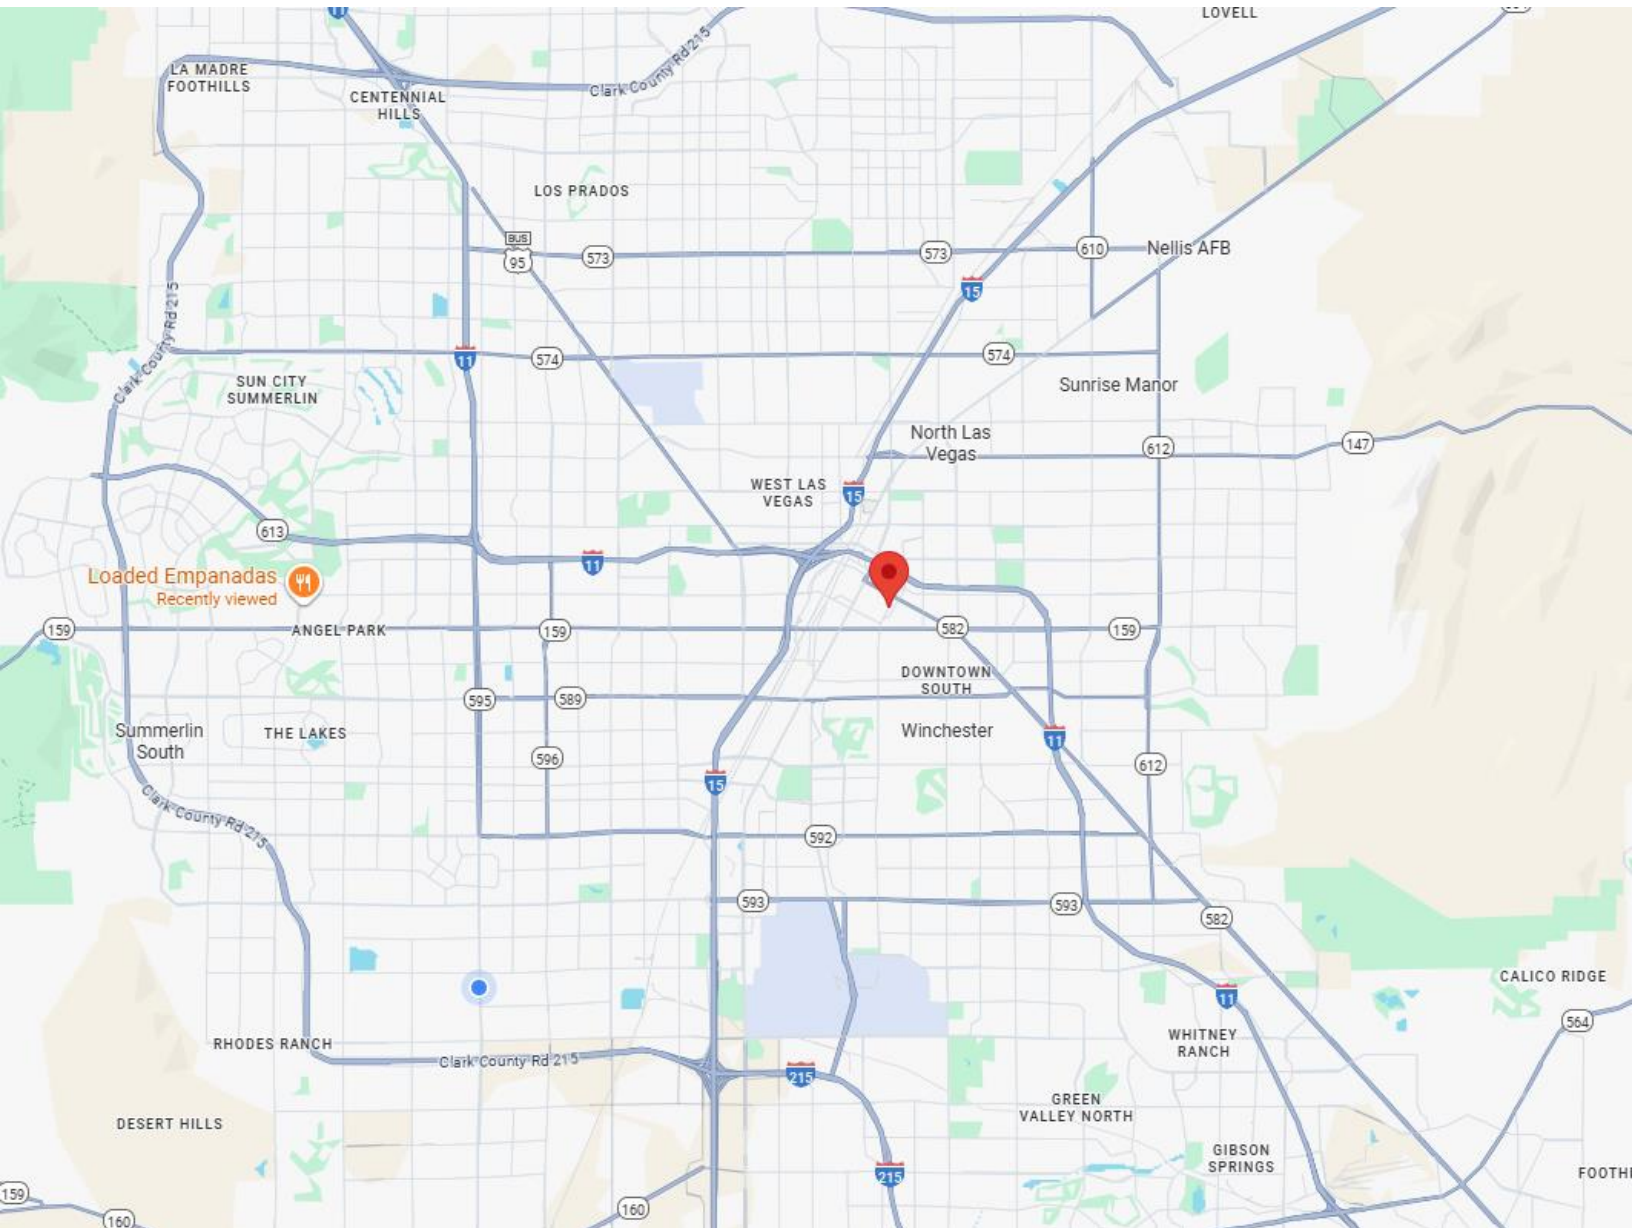 11
LOVELL
LA MADRE
FOOTHILLS
Clark County Rd 215
CENTENNIAL
HILLS
LOS PRADOS
BUS
95
573
573
610
Nellis AFB
15
Clark County Rd 215
11
574
574
SUN CITY
SUMMERLIN
Sunrise Manor
North Las
Vegas
612
147
WEST LAS
VEGAS
15
613
11
Loaded Empanadas
Recently viewed
159
ANGEL PARK
159
582
159
DOWNTOWN
SOUTH
595
589
Summerlin
South
THE LAKES
Winchester
11
596
612
15
Clark County Rd 215
592
593
593
582
CALICO RIDGE
11
564
RHODES RANCH
WHITNEY
RANCH
Clark County Rd 215
215
GREEN
VALLEY NORTH
DESERT HILLS
GIBSON
SPRINGS
215
FOOTH
159
160
160